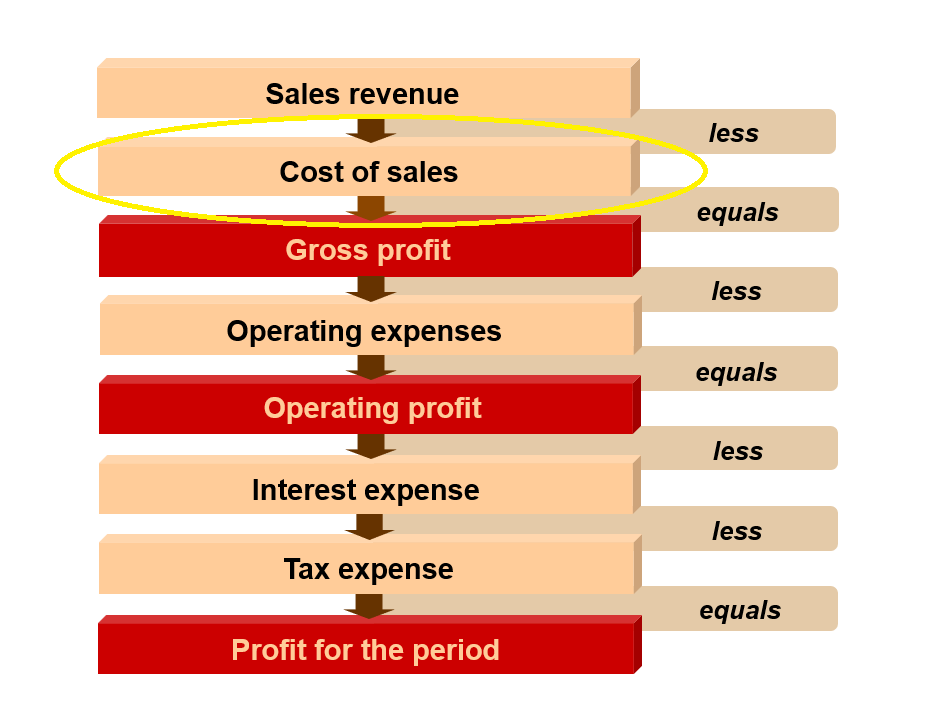 Sales revenue
less
Cost of sales
equals
Gross profit
less
Operating expenses
equals
Operating profit
less
Interest expense
less
Tax expense
equals
Profit for the period